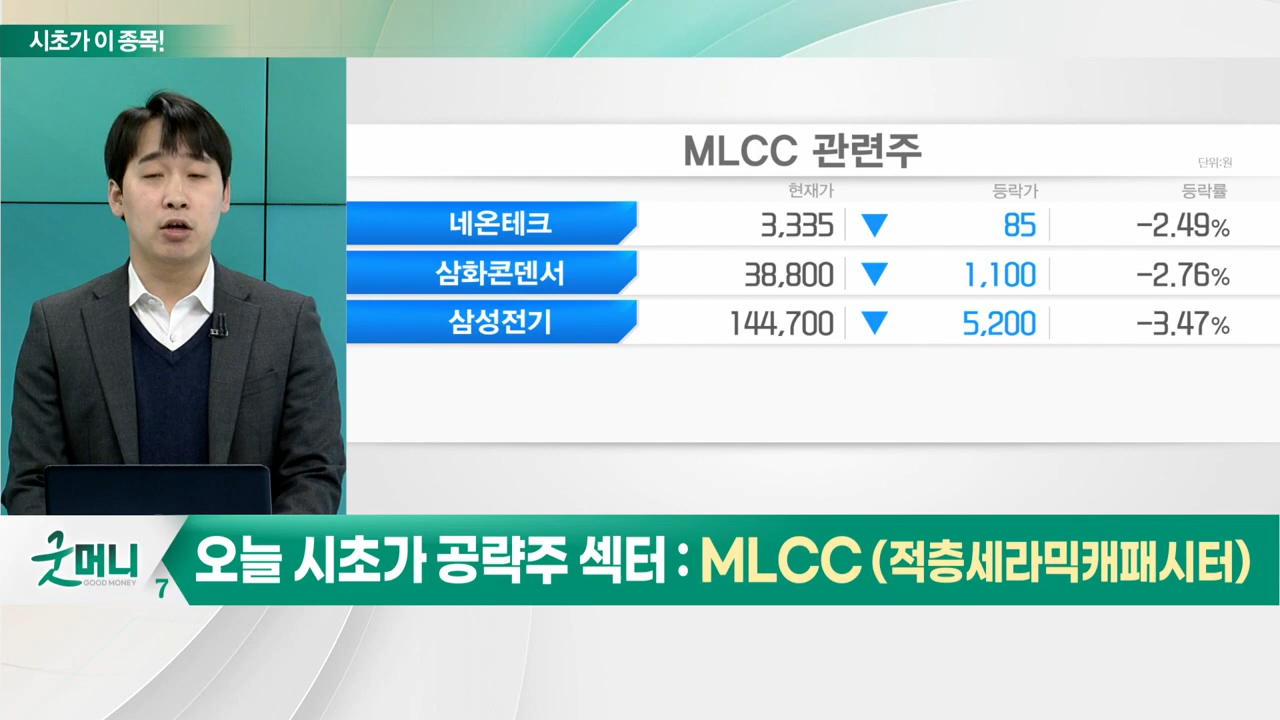 시초가 이 종목!
MLCC 관련주
단위:원
현재가 등락가 등락률
네온테크 3,335 ▼ 85 -2.49%
삼화콘덴서 38,800 ▼ 1,100 -2.76%
삼성전기 144,700 ▼ 5,200 -3.47%
굿머니
GOOD MONEY
7
오늘 시초가 공략주 섹터 : MLCC (적층세라믹캐패시터)